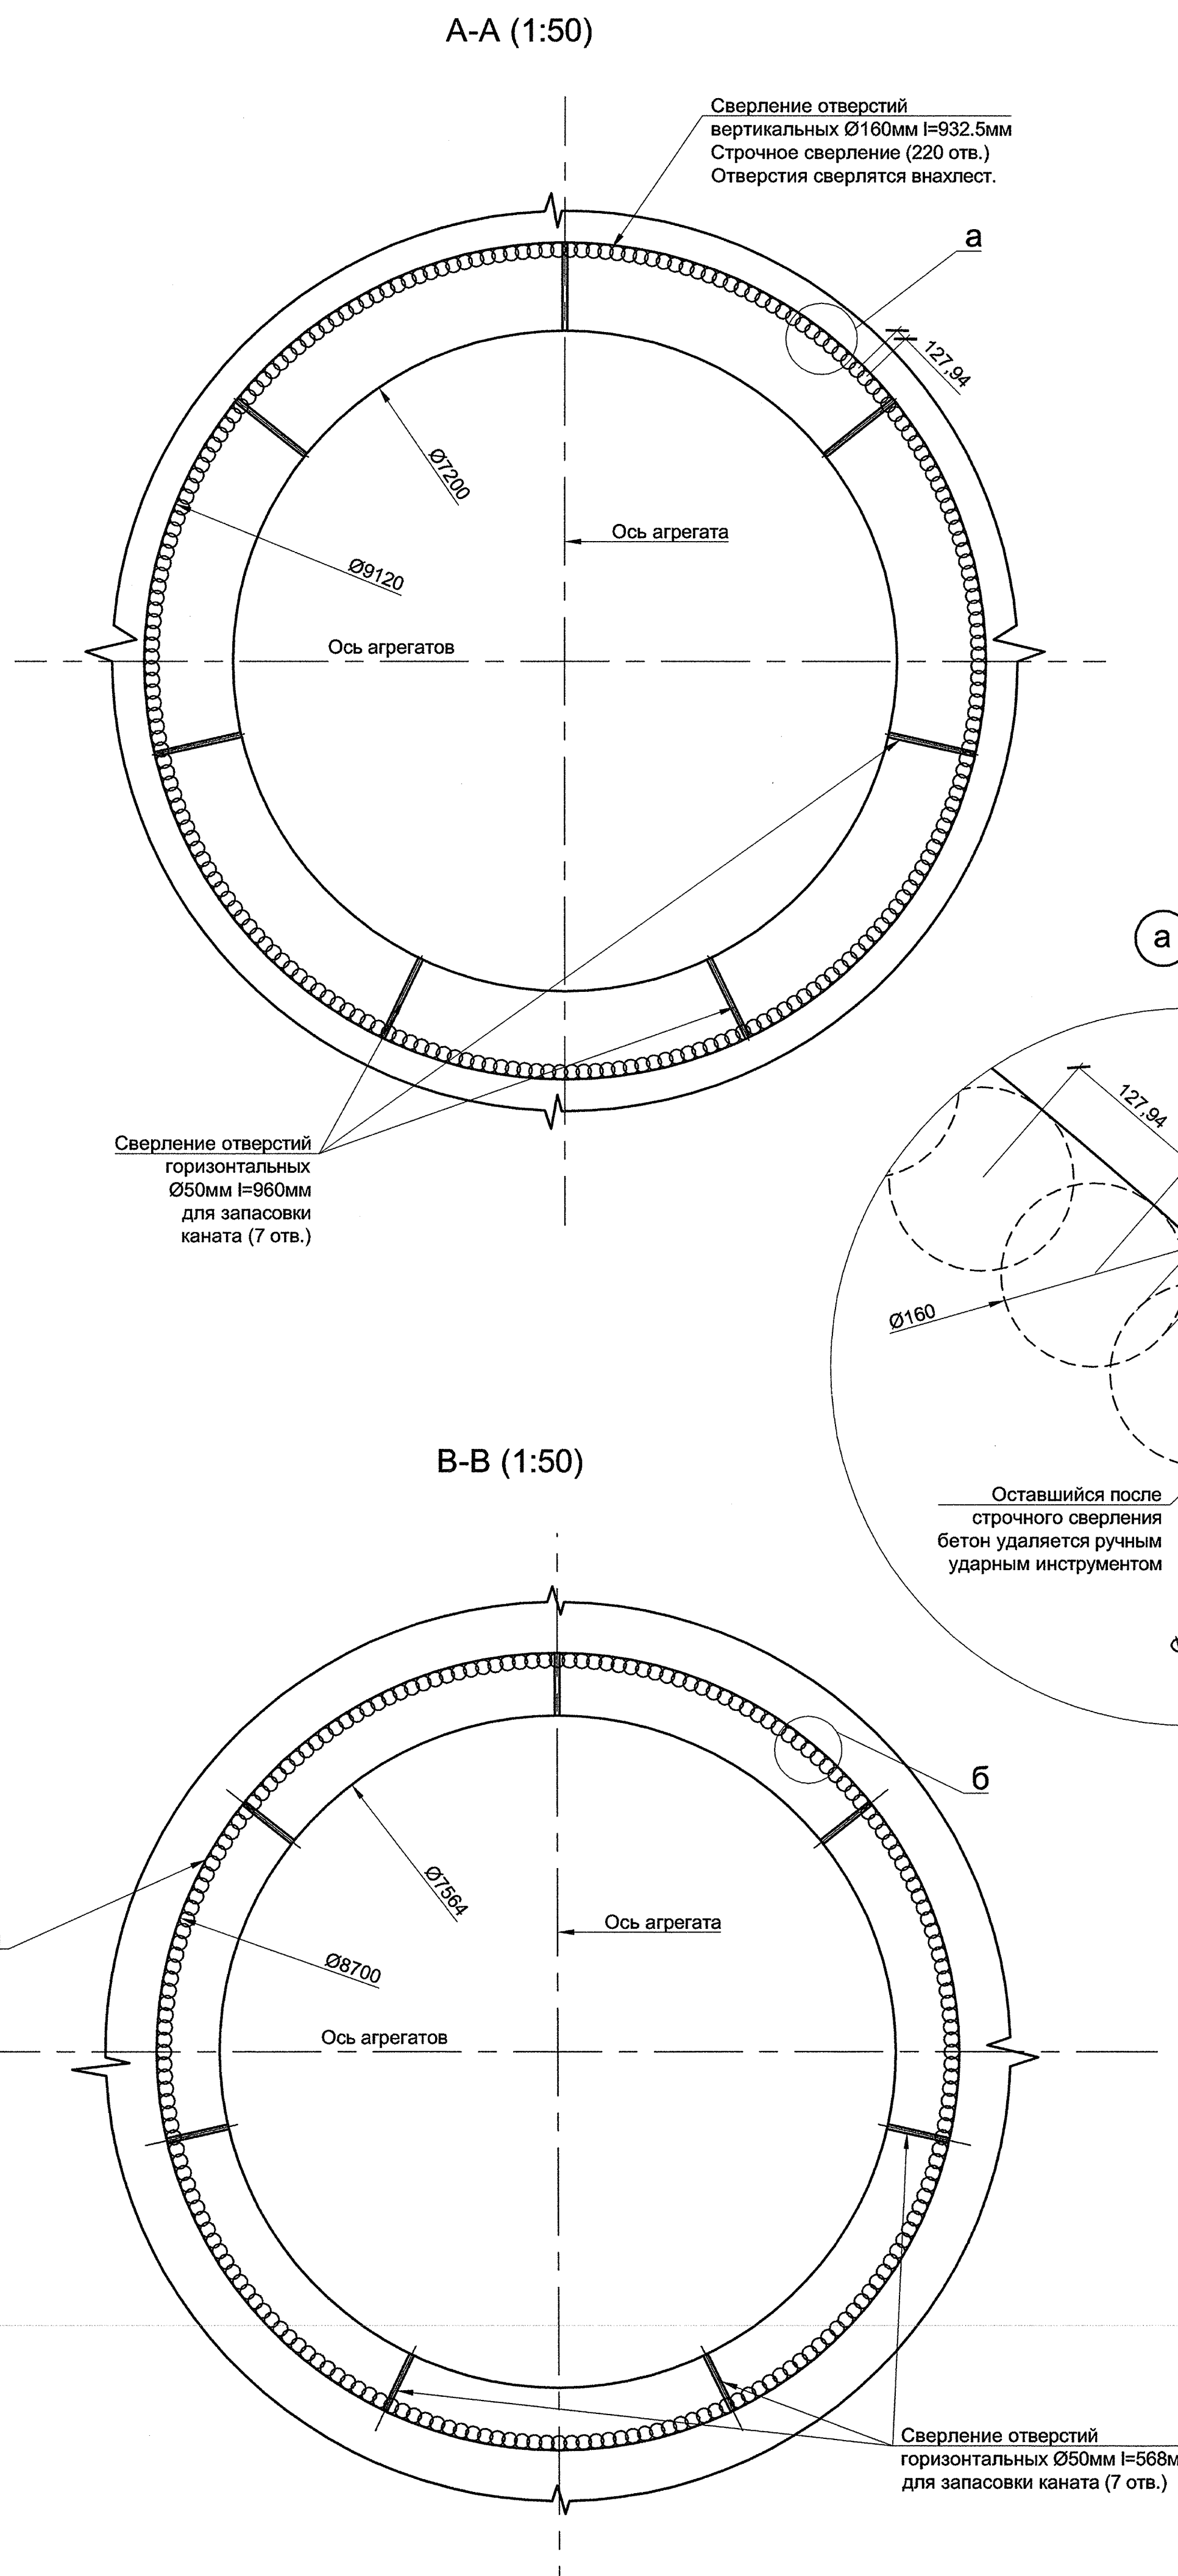 А-А (1:50)
Сверление отверстий
вертикальных Ø160мм l=932.5мм
Строчное сверление (220 отв.)
Отверстия сверлятся внахлест.
а
127,94
Ø7200
Ось агрегата
Ø9120
Ось агрегатов
а
127,94
Сверление отверстий
горизонтальных
Ø50мм l=960мм
для запасовки
каната (7 отв.)
Ø160
В-В (1:50)
Оставшийся после
строчного сверления
бетон удаляется ручным
ударным инструментом
б
Ø7564
Ось агрегата
Ø8700
Ось агрегатов
Сверление отверстий
горизонтальных Ø50мм l=568м
для запасовки каната (7 отв.)